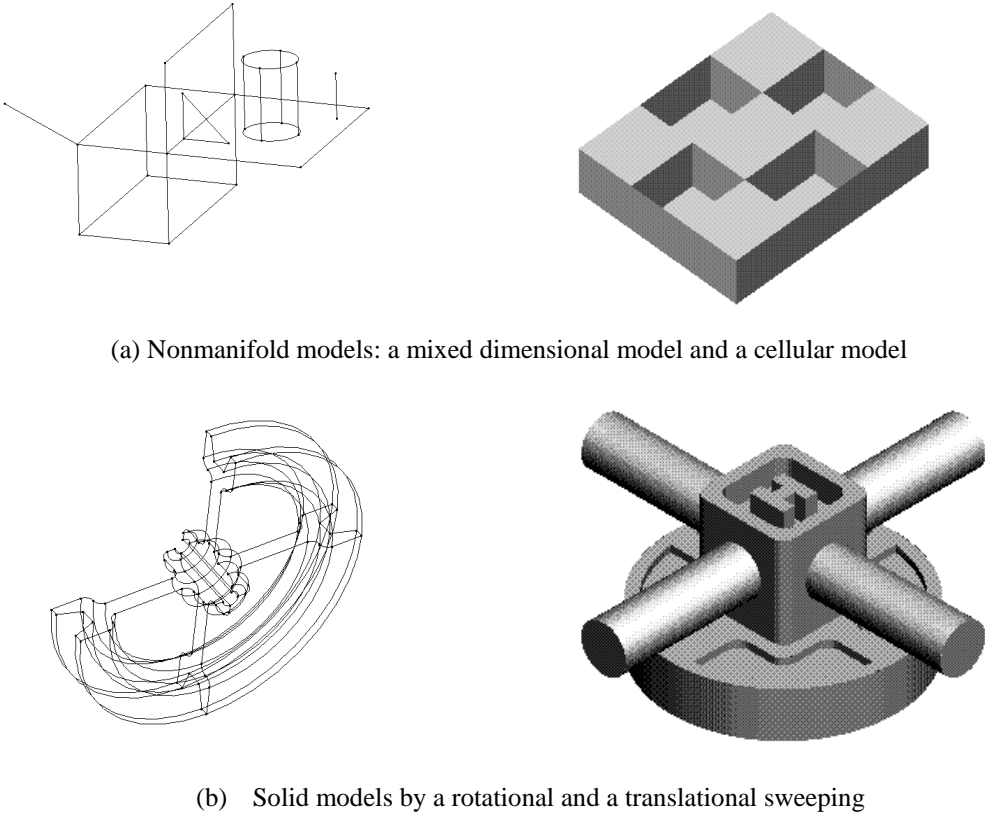 (a) Nonmanifold models: a mixed dimensional model and a cellular model
(b) Solid models by a rotational and a translational sweeping